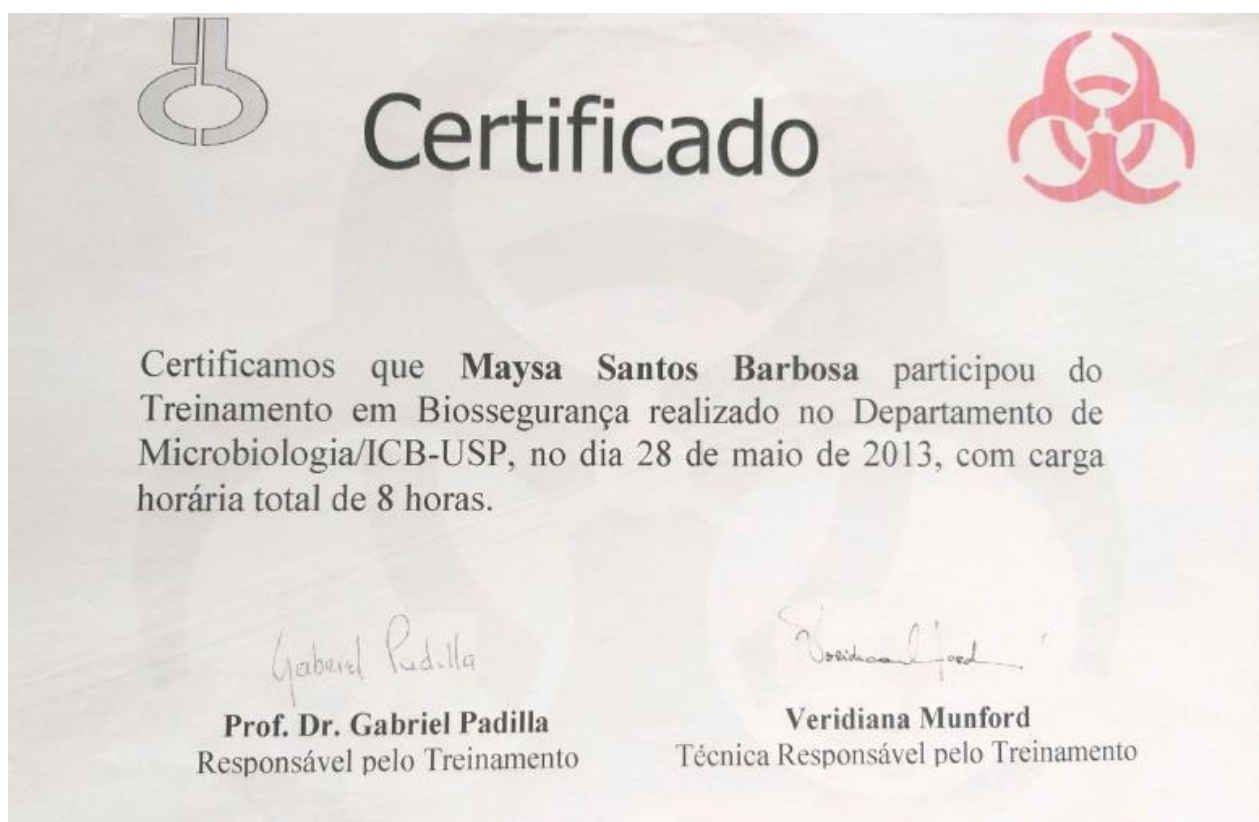 Certificado
Certificamos que Maysa Santos Barbosa participou do
Treinamento em Biossegurança realizado no Departamento de
Microbiologia/ICB-USP, no dia 28 de maio de 2013, com carga
horária total de 8 horas.
Gabriel Padilla
Prof. Dr. Gabriel Padilla
Responsável pelo Treinamento
Veridiana Munford
Técnica Responsável pelo Treinamento